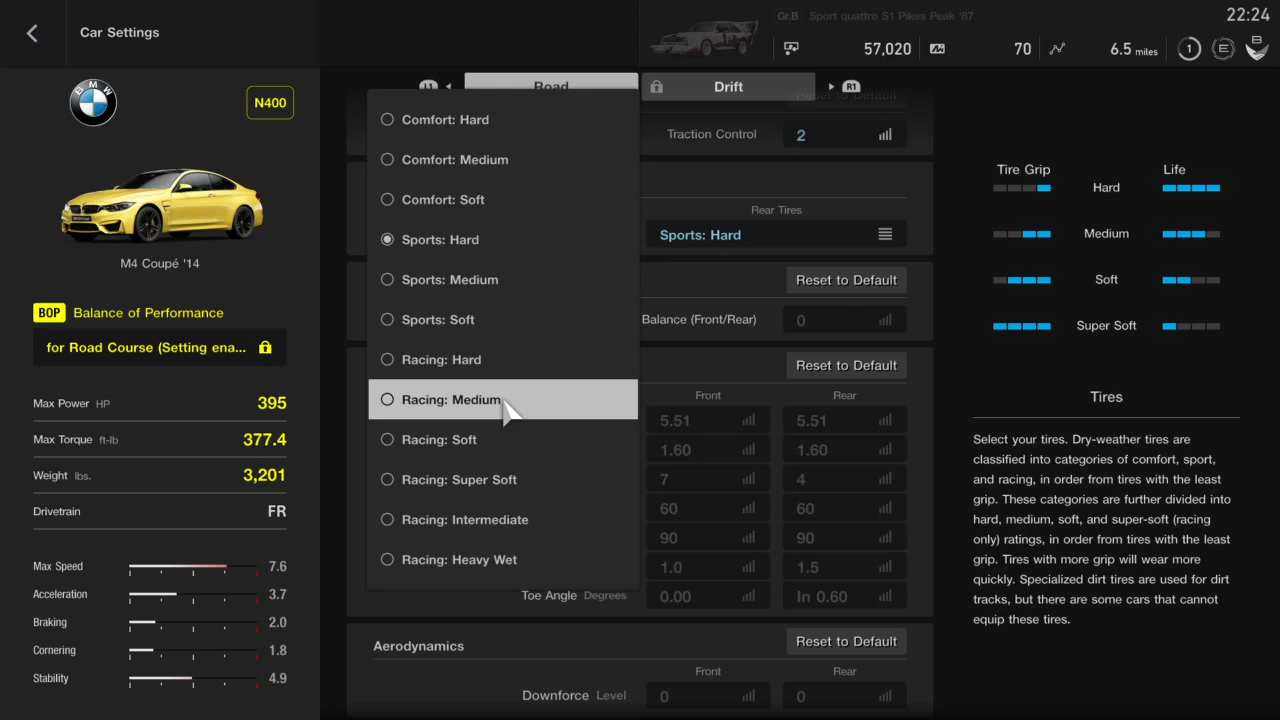 Car Settings
Gr.B Sport quattro S1 Pikes Peak '87
57,020
70
6.5 miles
1
E
B
22:24
BMW
N400
M4 Coupé '14
BOP Balance of Performance
for Road Course (Setting ena...
Max Power HP 395
Max Torque ft-lb 377.4
Weight lbs. 3,201
Drivetrain FR
Max Speed 7.6
Acceleration 3.7
Braking 2.0
Cornering 1.8
Stability 4.9
L1 Road Drift R1
Reset to Default
Traction Control 2
Comfort: Hard
Comfort: Medium
Comfort: Soft
Sports: Hard
Sports: Medium
Sports: Soft
Racing: Hard
Racing: Medium
Racing: Soft
Racing: Super Soft
Racing: Intermediate
Racing: Heavy Wet
Rear Tires
Sports: Hard
Reset to Default
Balance (Front/Rear) 0
Reset to Default
Front Rear
5.51 5.51
1.60 1.60
7 4
60 60
90 90
1.0 1.5
Toe Angle Degrees 0.00 In 0.60
Aerodynamics Reset to Default
Front Rear
Downforce Level 0 0
Tire Grip Life
Hard
Medium
Soft
Super Soft
Tires
Select your tires. Dry-weather tires are
classified into categories of comfort, sport,
and racing, in order from tires with the least
grip. These categories are further divided into
hard, medium, soft, and super-soft (racing
only) ratings, in order from tires with the least
grip. Tires with more grip will wear more
quickly. Specialized dirt tires are used for dirt
tracks, but there are some cars that cannot
equip these tires.